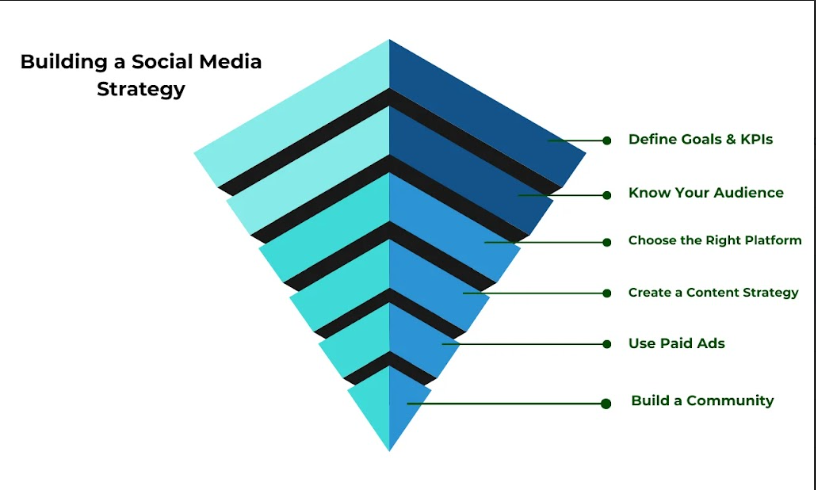 Building a Social Media
Strategy
Define Goals & KPIs
Know Your Audience
Choose the Right Platform
Create a Content Strategy
Use Paid Ads
Build a Community